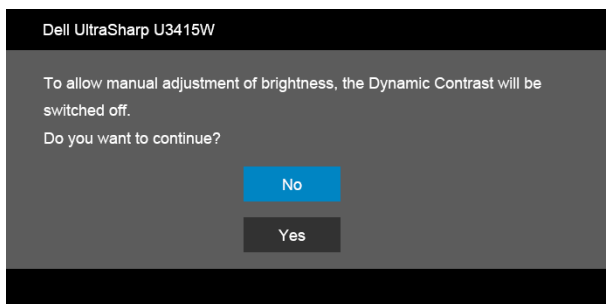 Dell UltraSharp U3415W
To allow manual adjustment of brightness, the Dynamic Contrast will be
switched off.
Do you want to continue?
No
Yes